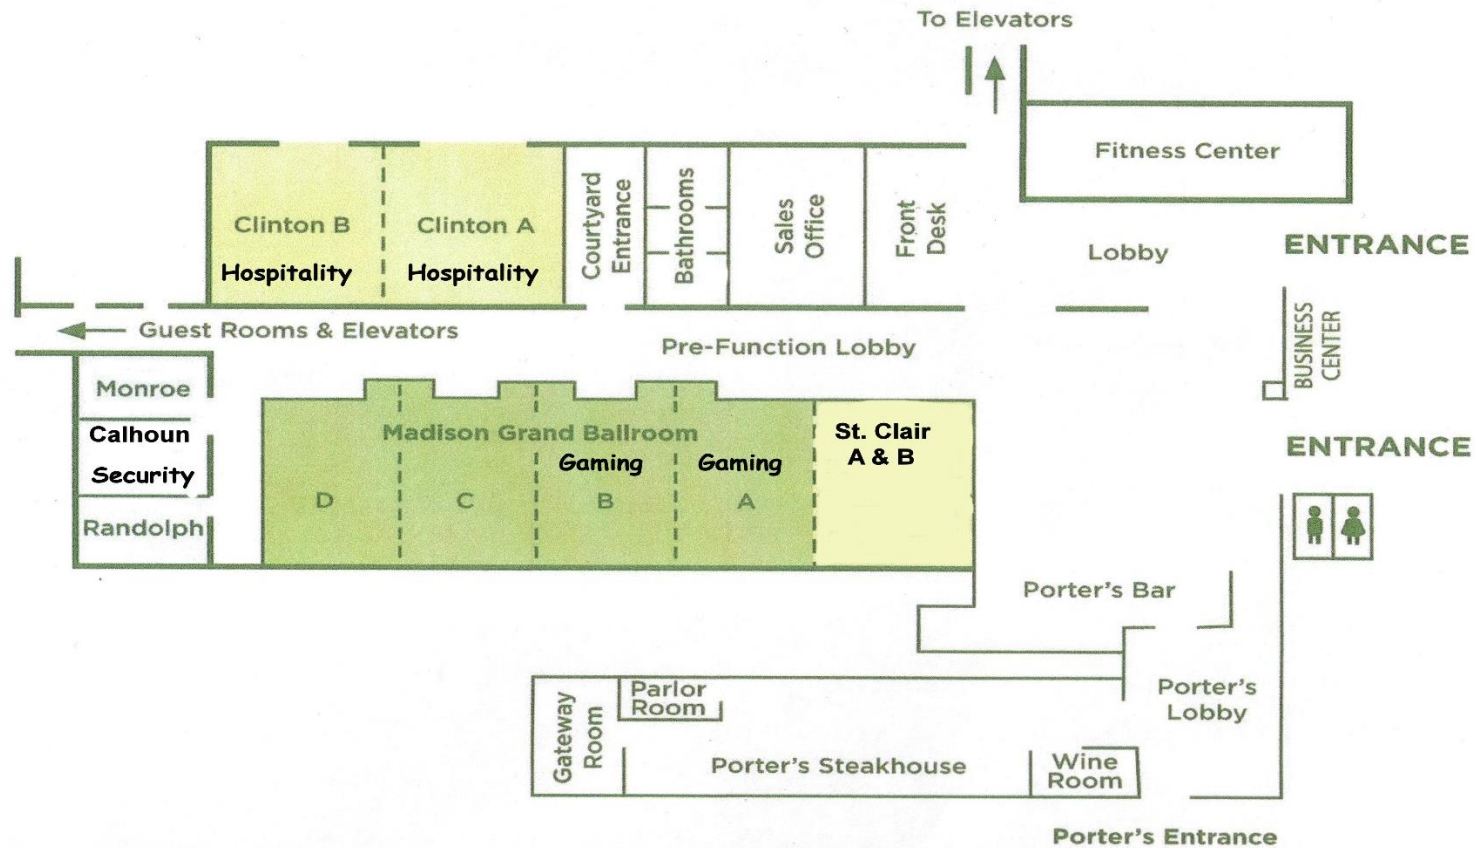 To Elevators
Fitness Center
Clinton B
Clinton A
Hospitality
Hospitality
Courtyard
Entrance
Bathrooms
Sales
Office
Front
Desk
Lobby
ENTRANCE
Guest Rooms & Elevators
Pre-Function Lobby
BUSINESS
CENTER
Monroe
Calhoun
Security
Randolph
Madison Grand Ballroom
Gaming
Gaming
D
C
B
A
St. Clair
A & B
ENTRANCE
Porter's Bar
Porter's
Lobby
Parlor
Room
Gateway
Room
Porter's Steakhouse
Wine
Room
Porter's Entrance